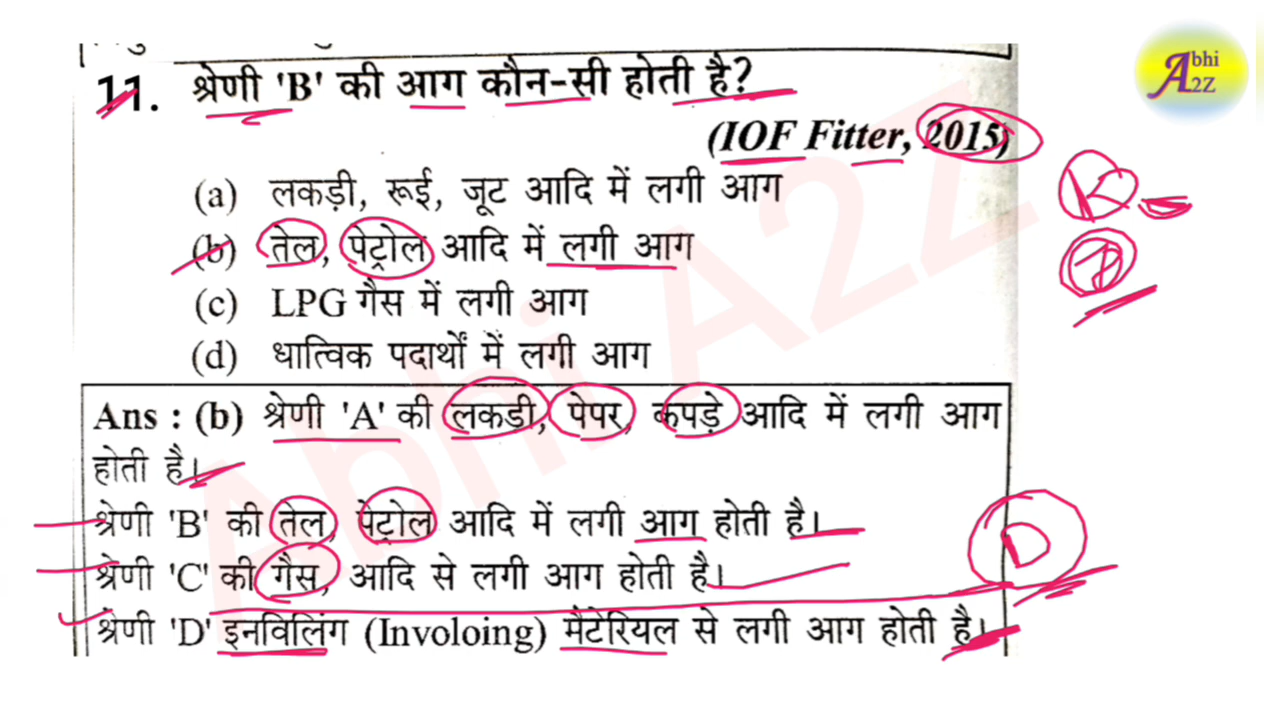 11. श्रेणी 'B' की आग कौन-सी होती है?
(IOF Fitter, 2015)
(a) लकड़ी, रूई, जूट आदि में लगी आग
(b) तेल, पेट्रोल आदि में लगी आग
(c) LPG गैस में लगी आग
(d) धात्विक पदार्थों में लगी आग
Ans : (b) श्रेणी 'A' की लकडी, पेपर, कपड़े आदि में लगी आग
होती है।
श्रेणी 'B' की तेल, पेट्रोल आदि में लगी आग होती है।
श्रेणी 'C' की गैस, आदि से लगी आग होती है।
श्रेणी 'D' इनविलिंग (Involoing) मैटेरियल से लगी आग होती है।
Abhi
A2Z
Abhi A2Z
D